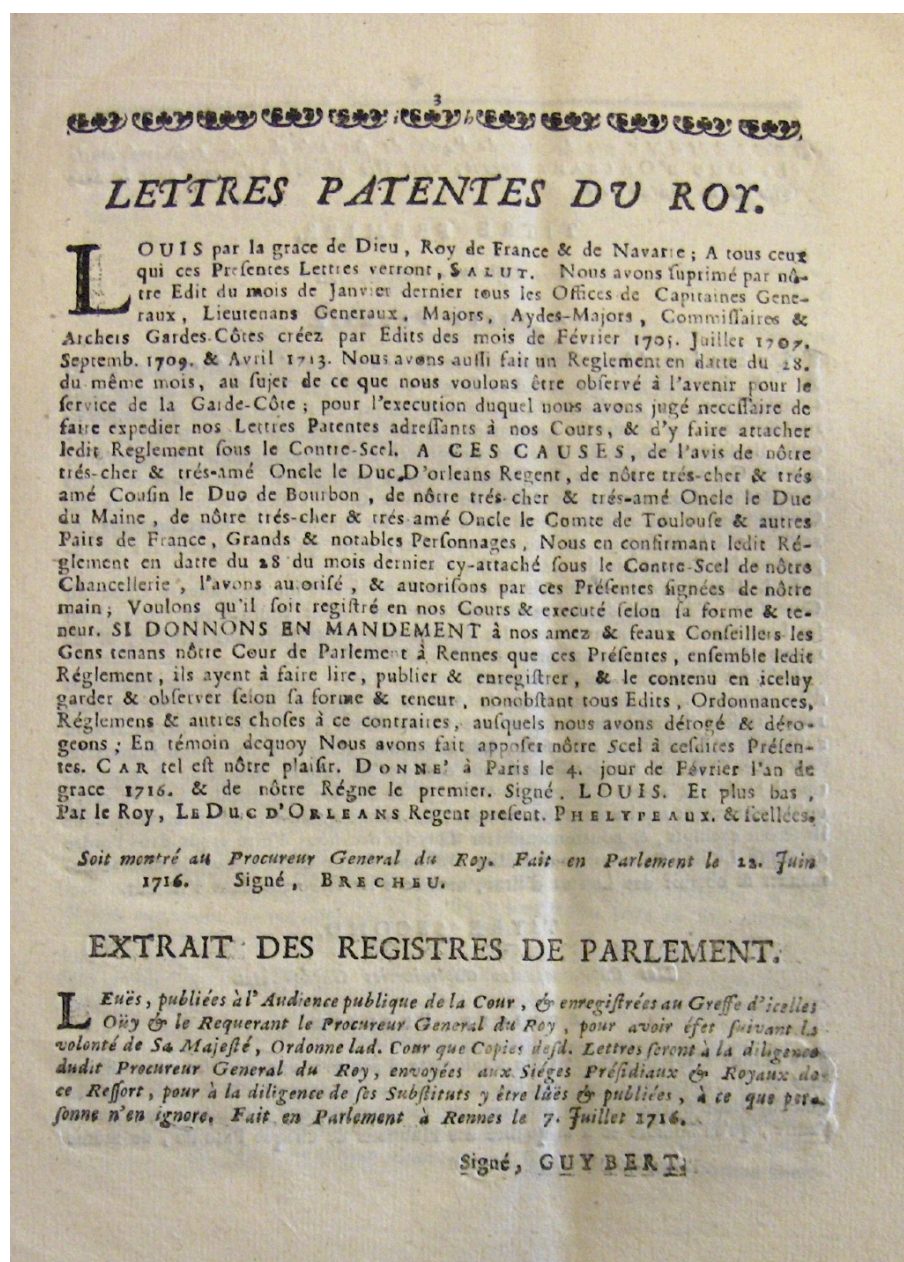 3
LETTRES PATENTES DU ROY.
LOUIS par la grace de Dieu, Roy de France & de Navarre; A tous ceux
qui ces Preſentes Lettres verront, SALUT. Nous avons ſuprimé par nô-
tre Edit du mois de Janvier dernier tous les Offices de Capitaines Gene-
raux, Lieutenans Generaux, Majors, Aydes-Majors, Commiſſaires &
Archers Gardes-Côtes créez par Edits des mois de Février 1705. Juillet 1707.
Septemb. 1709. & Avril 1713. Nous avons auſſi fait un Reglement en datte du 28.
du même mois, au ſujet de ce que nous voulons être obſervé à l'avenir pour le
ſervice de la Garde-Côte; pour l'execution duquel nous avons jugé neceſſaire de
faire expedier nos Lettres Patentes adreſſants à nos Cours, & d'y faire attacher
ledit Reglement ſous le Contre-Scel. A CES CAUSES, de l'avis de nôtre
trés-cher & trés-amé Oncle le Duc D'orleans Regent, de nôtre trés-cher & trés
amé Couſin le Duc de Bourbon, de nôtre trés-cher & trés-amé Oncle le Duc
du Maine, de nôtre trés-cher & trés-amé Oncle le Comte de Toulouſe & autres
Pairs de France, Grands & notables Perſonnages, Nous en confirmant ledit Ré-
glement en datte du 28 du mois dernier cy-attaché ſous le Contre-Scel de nôtre
Chancellerie, l'avons autoriſé, & autoriſons par ces Préſentes ſignées de nôtre
main; Voulons qu'il ſoit regiſtré en nos Cours & executé ſelon ſa forme & te-
neur. SI DONNONS EN MANDEMENT à nos amez & feaux Conſeillers les
Gens tenans nôtre Cour de Parlement à Rennes que ces Préſentes, enſemble ledit
Réglement, ils ayent à faire lire, publier & enregiſtrer, & le contenu en iceluy
garder & obſerver ſelon ſa forme & teneur, nonobſtant tous Edits, Ordonnances,
Réglemens & autres choſes à ce contraires, auſquels nous avons dérogé & déro-
geons; En témoin dequoy Nous avons fait appoſer nôtre Scel à ceſdites Préſen-
tes. CAR tel eſt nôtre plaiſir. DONNE' à Paris le 4. jour de Février l'an de
grace 1716. & de nôtre Régne le premier. Signé. LOUIS. Et plus bas,
Par le Roy, LE DUC D'ORLEANS Regent preſent. PHELYPEAUX. & ſcellées.
Soit montré au Procureur General du Roy. Fait en Parlement le 22. Juin
1716. Signé, BRECHEU.
EXTRAIT DES REGISTRES DE PARLEMENT.
LEuës, publiées à l'Audience publique de la Cour, & enregiſtrées au Greffe d'icelles
Oüy & le Requerant le Procureur General du Roy, pour avoir éfet ſuivant la
volonté de Sa Majeſté, Ordonne lad. Cour que Copies deſd. Lettres ſeront à la diligence
dudit Procureur General du Roy, envoyées aux Siéges Préſidiaux & Royaux de
ce Reſſort, pour à la diligence de ſes Subſtituts y être lûës & publiées, à ce que per-
ſonne n'en ignore. Fait en Parlement à Rennes le 7. Juillet 1716.
Signé, GUYBERT.